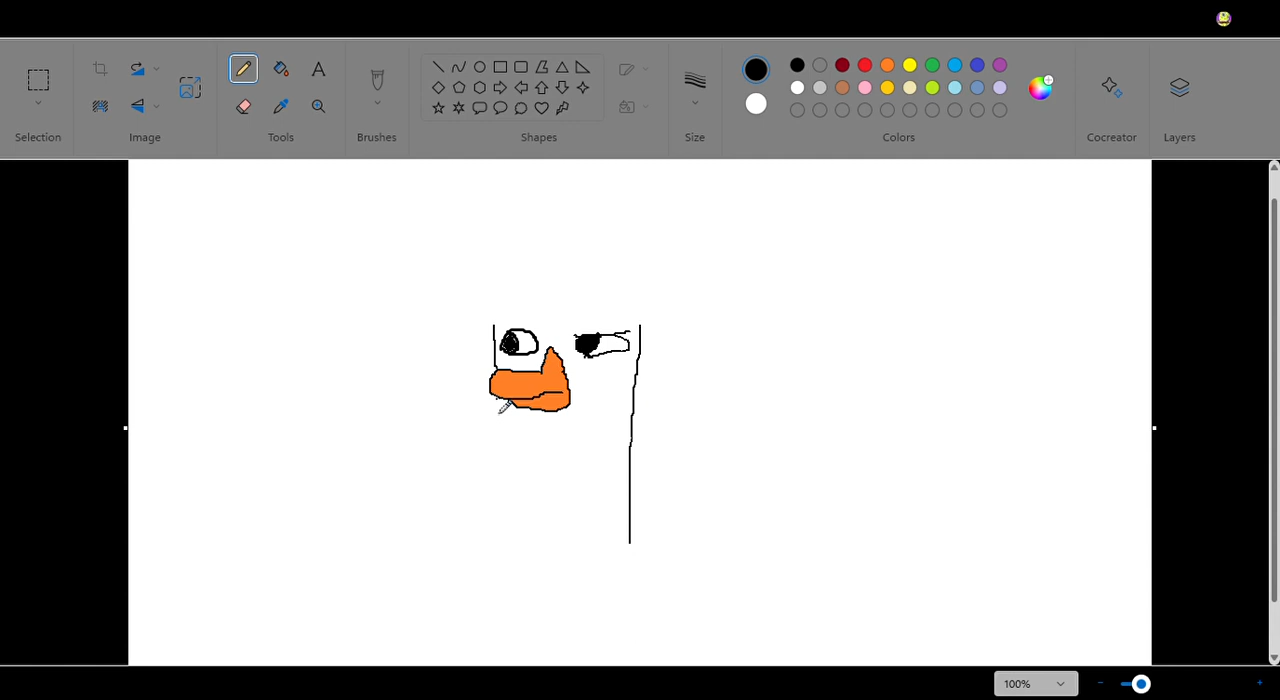 Selection
Image
Tools
Brushes
Shapes
Size
Colors
Cocreator
Layers
100%